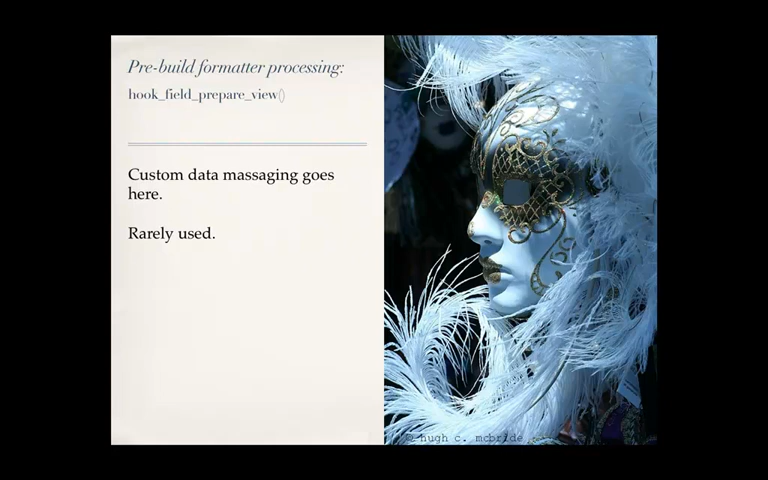 Pre-build formatter processing:
hook_field_prepare_view()
Custom data massaging goes
here.
Rarely used.
© hugh c. mcbride